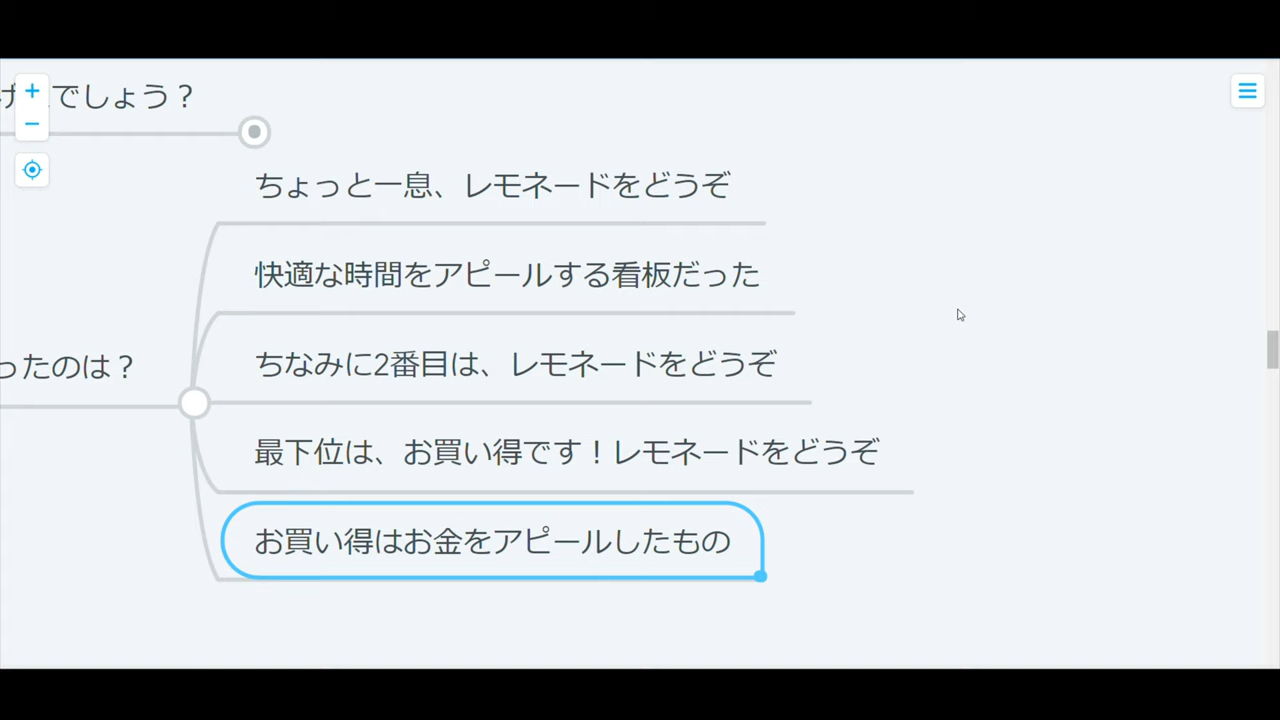 でしょう？
ちょっと一息、レモネードをどうぞ
快適な時間をアピールする看板だった
ったのは？
ちなみに2番目は、レモネードをどうぞ
最下位は、お買い得です！レモネードをどうぞ
お買い得はお金をアピールしたもの